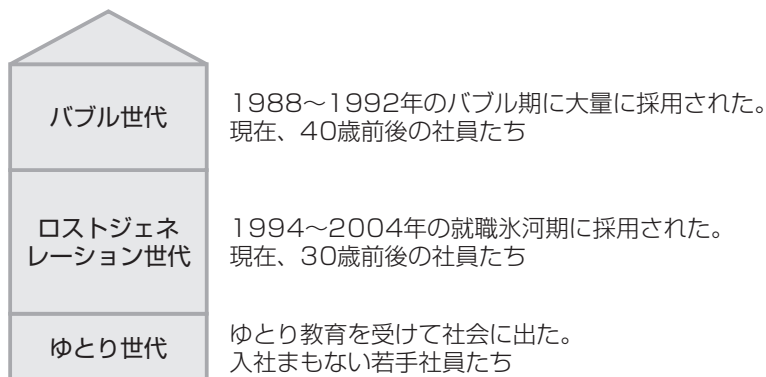 バブル世代
1988〜1992年のバブル期に大量に採用された。
現在、40歳前後の社員たち
ロストジェネ
レーション世代
1994〜2004年の就職氷河期に採用された。
現在、30歳前後の社員たち
ゆとり世代
ゆとり教育を受けて社会に出た。
入社まもない若手社員たち